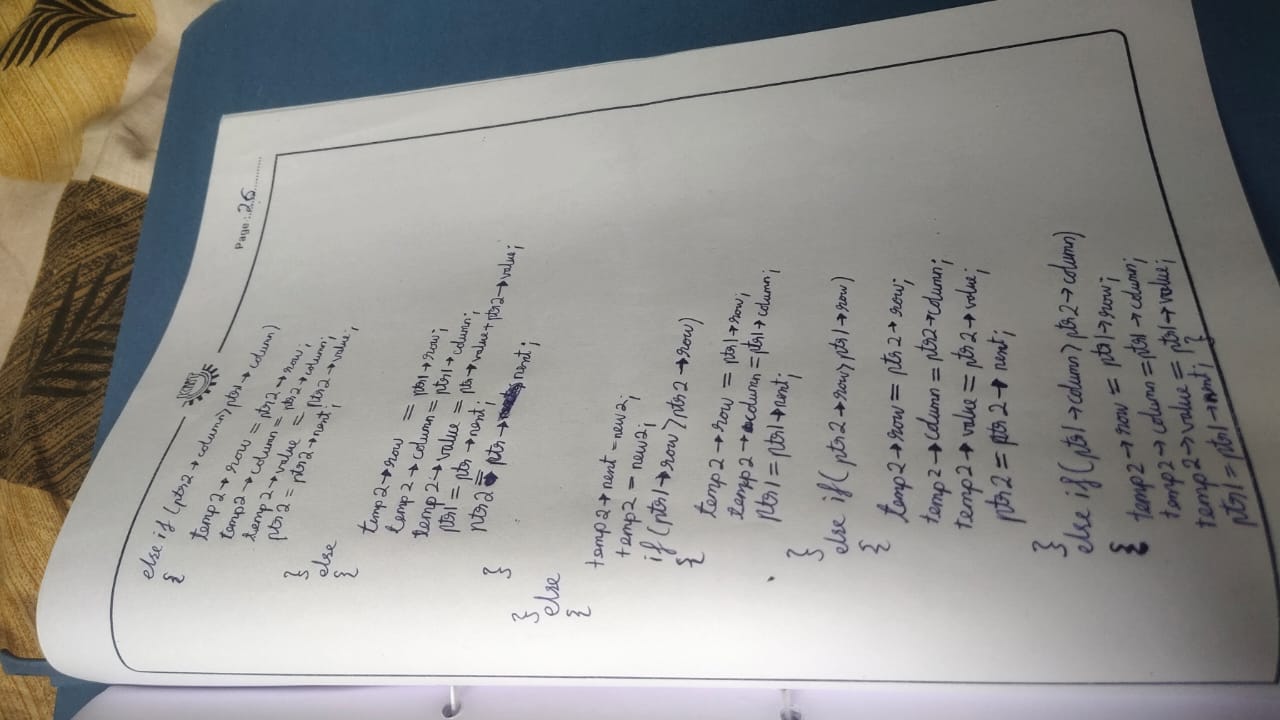 Page : 26
else if (ptr2→column>ptr1→column)
{
temp2→row = ptr2→row;
temp2→column = ptr2→column;
temp2→value = ptr2→value;
ptr2 = ptr2→next;
}
else
{
temp2→row = ptr1→row;
temp2→column = ptr1→column;
temp2→value = ptr→value+ptr2→value;
ptr1 = ptr→next;
ptr2 = ptr→ next;
}
}
else
{
temp2→next =new2;
temp2 = new2;
if(ptr1→row >ptr2→row)
{
temp2→row = ptr1→row;
temp2→column =ptr1→column;
ptr1 =ptr1→next;
}
else if( ptr2→row>ptr1→row)
{
temp2→row = ptr2→row;
temp2→column = ptr2→column;
temp2→value = ptr2→value;
ptr2 = ptr2→ next;
}
else if(ptr1→column>ptr2→column)
{
temp2→row = ptr1→row;
temp2→column =ptr1→column;
temp2→value = ptr1→value;
ptr1 =ptr1→next; }